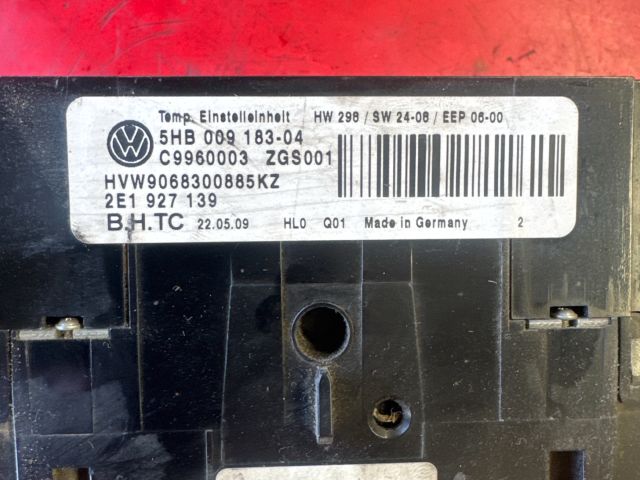 Temp. Einstelleinheit HW 296 / SW 24-06 / EEP 06-00
5HB 009 183-04
C9960003 ZGS001
HVW9068300885KZ
2E1 927 139
B.H.TC 22.05.09 HL0 Q01 Made in Germany 2